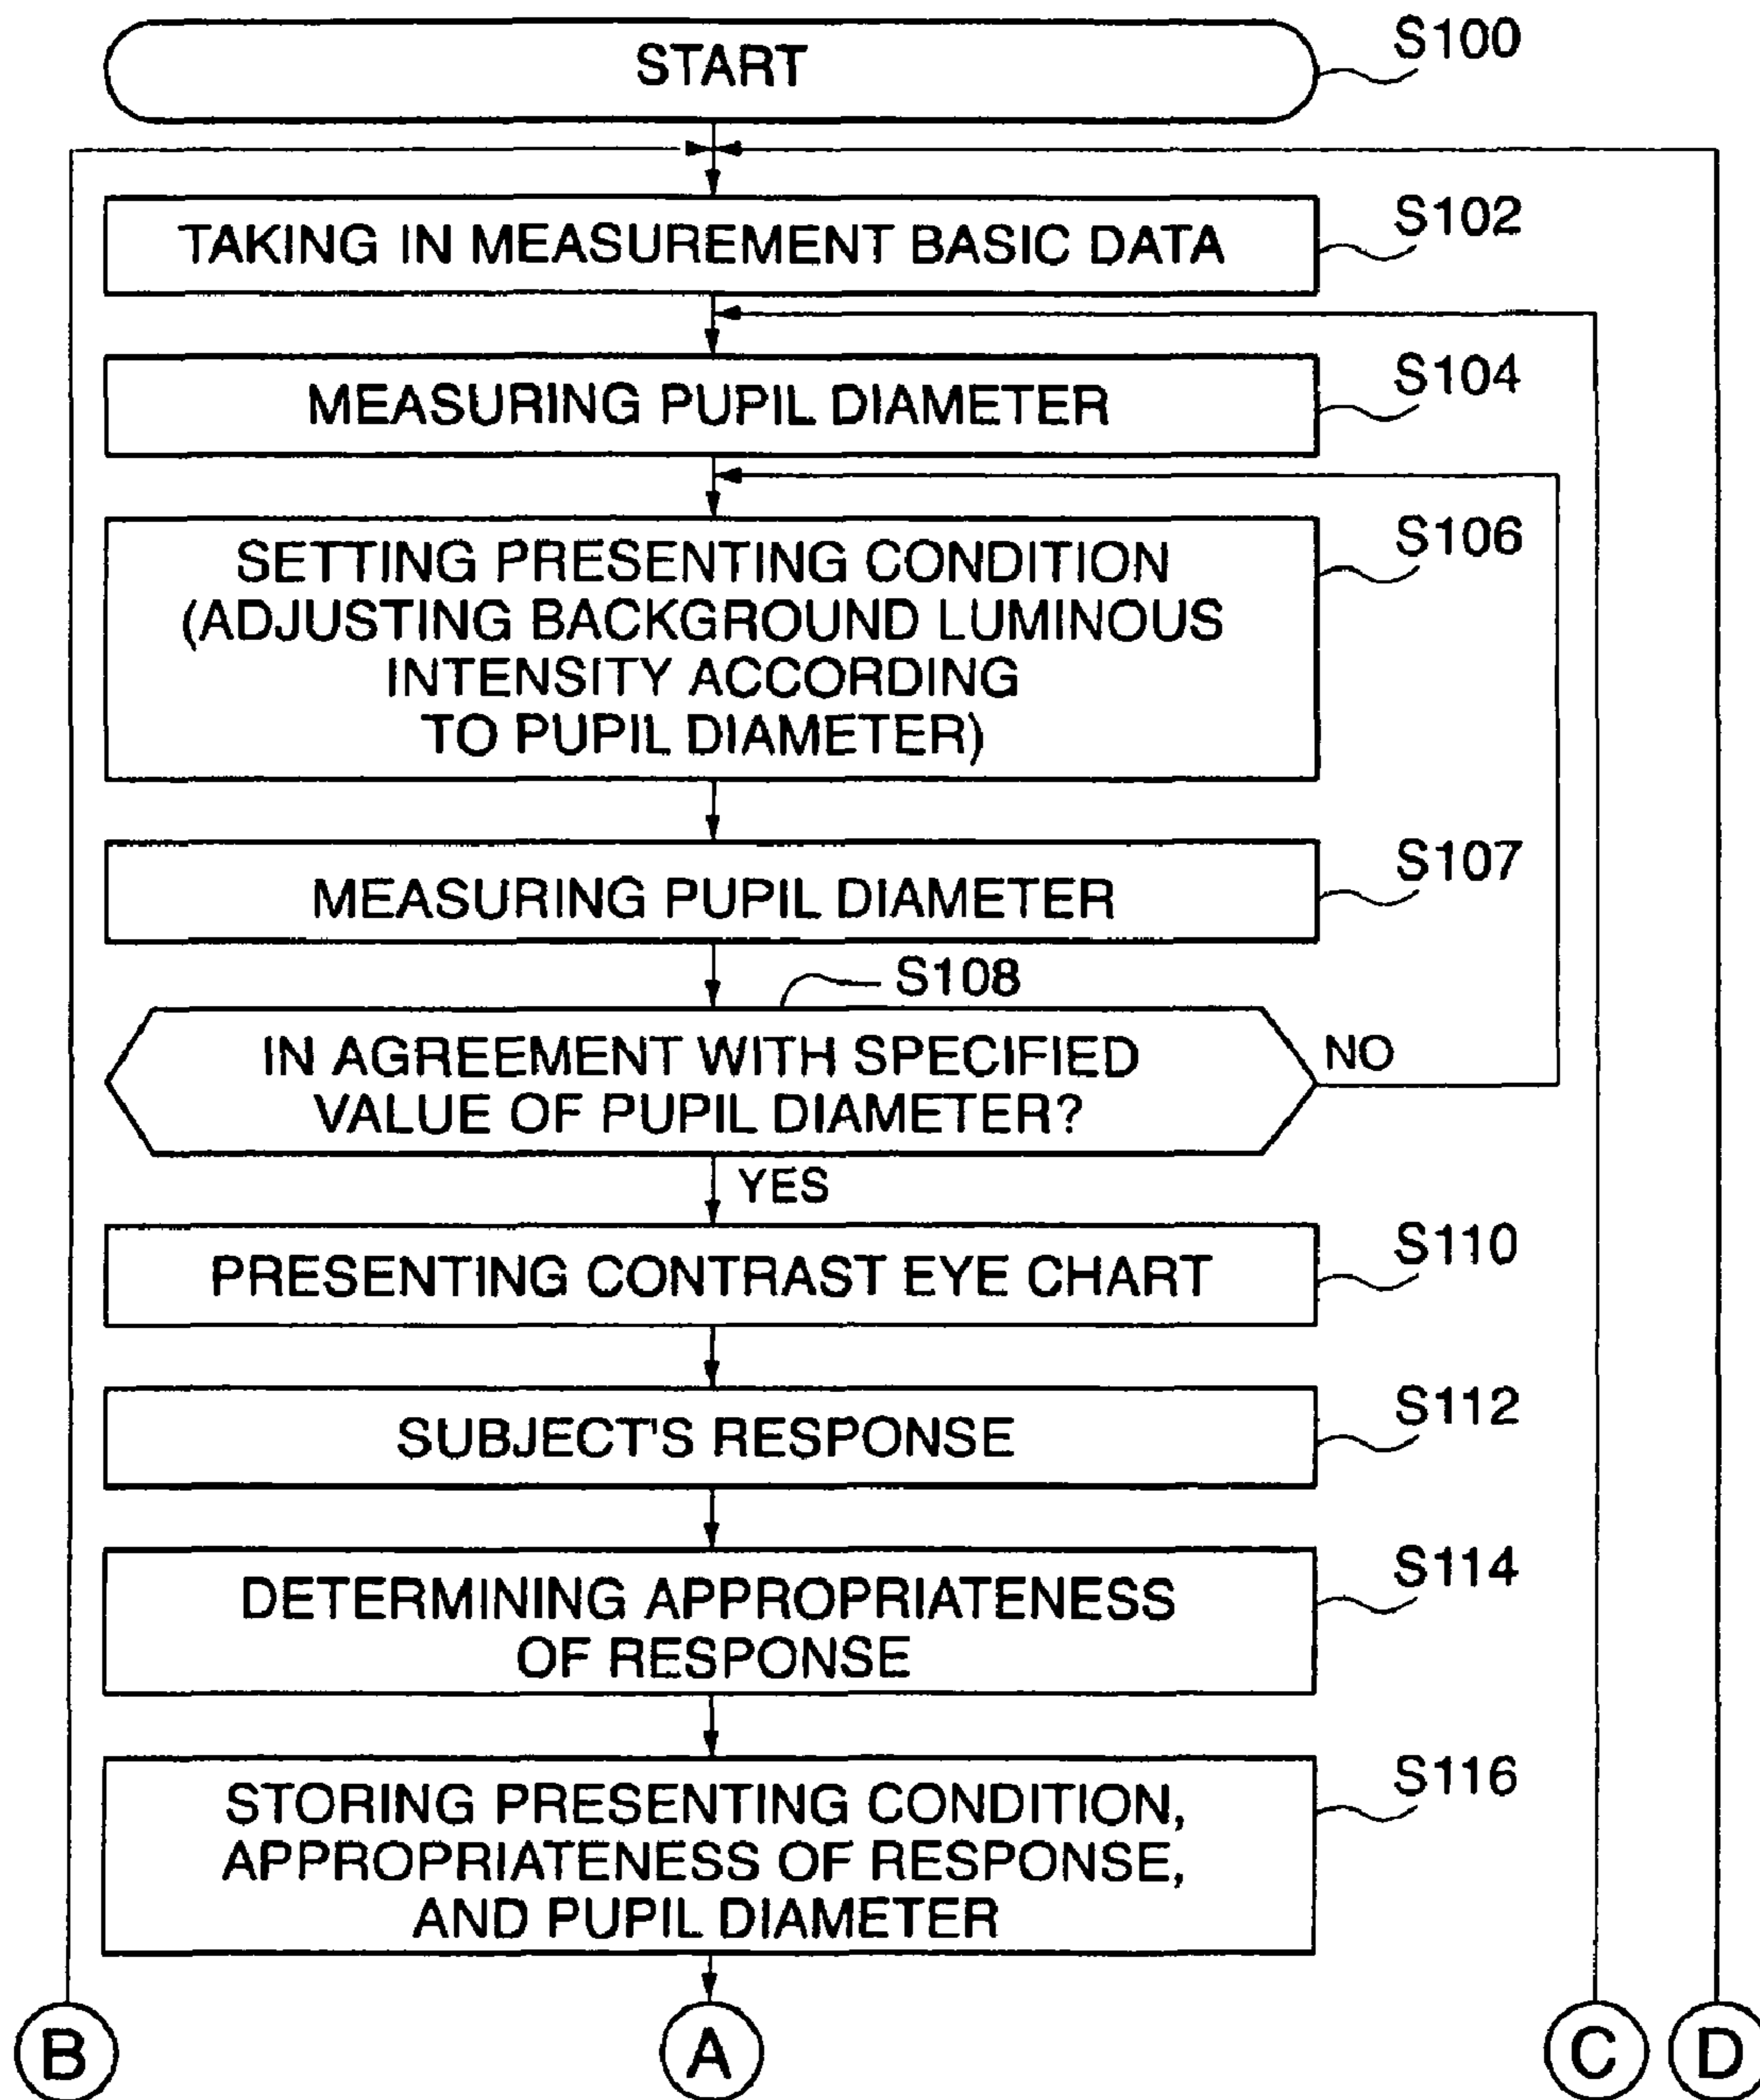 START
S100
TAKING IN MEASUREMENT BASIC DATA
S102
MEASURING PUPIL DIAMETER
S104
SETTING PRESENTING CONDITION
(ADJUSTING BACKGROUND LUMINOUS
INTENSITY ACCORDING
TO PUPIL DIAMETER)
S106
MEASURING PUPIL DIAMETER
S107
S108
IN AGREEMENT WITH SPECIFIED
VALUE OF PUPIL DIAMETER?
NO
YES
PRESENTING CONTRAST EYE CHART
S110
SUBJECT'S RESPONSE
S112
DETERMINING APPROPRIATENESS
OF RESPONSE
S114
STORING PRESENTING CONDITION,
APPROPRIATENESS OF RESPONSE,
AND PUPIL DIAMETER
S116
B
A
C
D